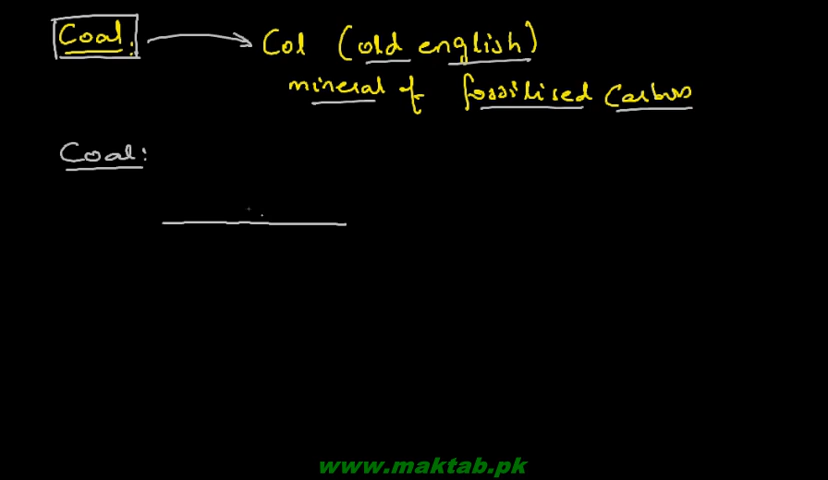 Coal. Col (old english)
mineral of fossilised Carbon
Coal:
www.maktab.pk